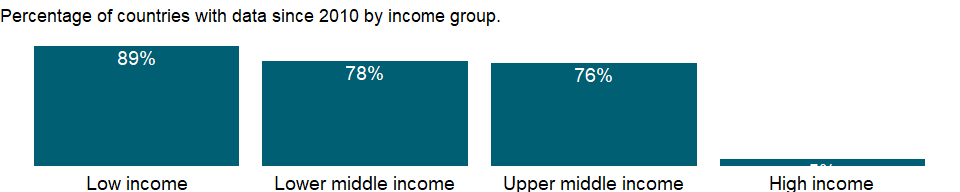 Percentage of countries with data since 2010 by income group.
89%
78%
76%
Low income
Lower middle income
Upper middle income
High income